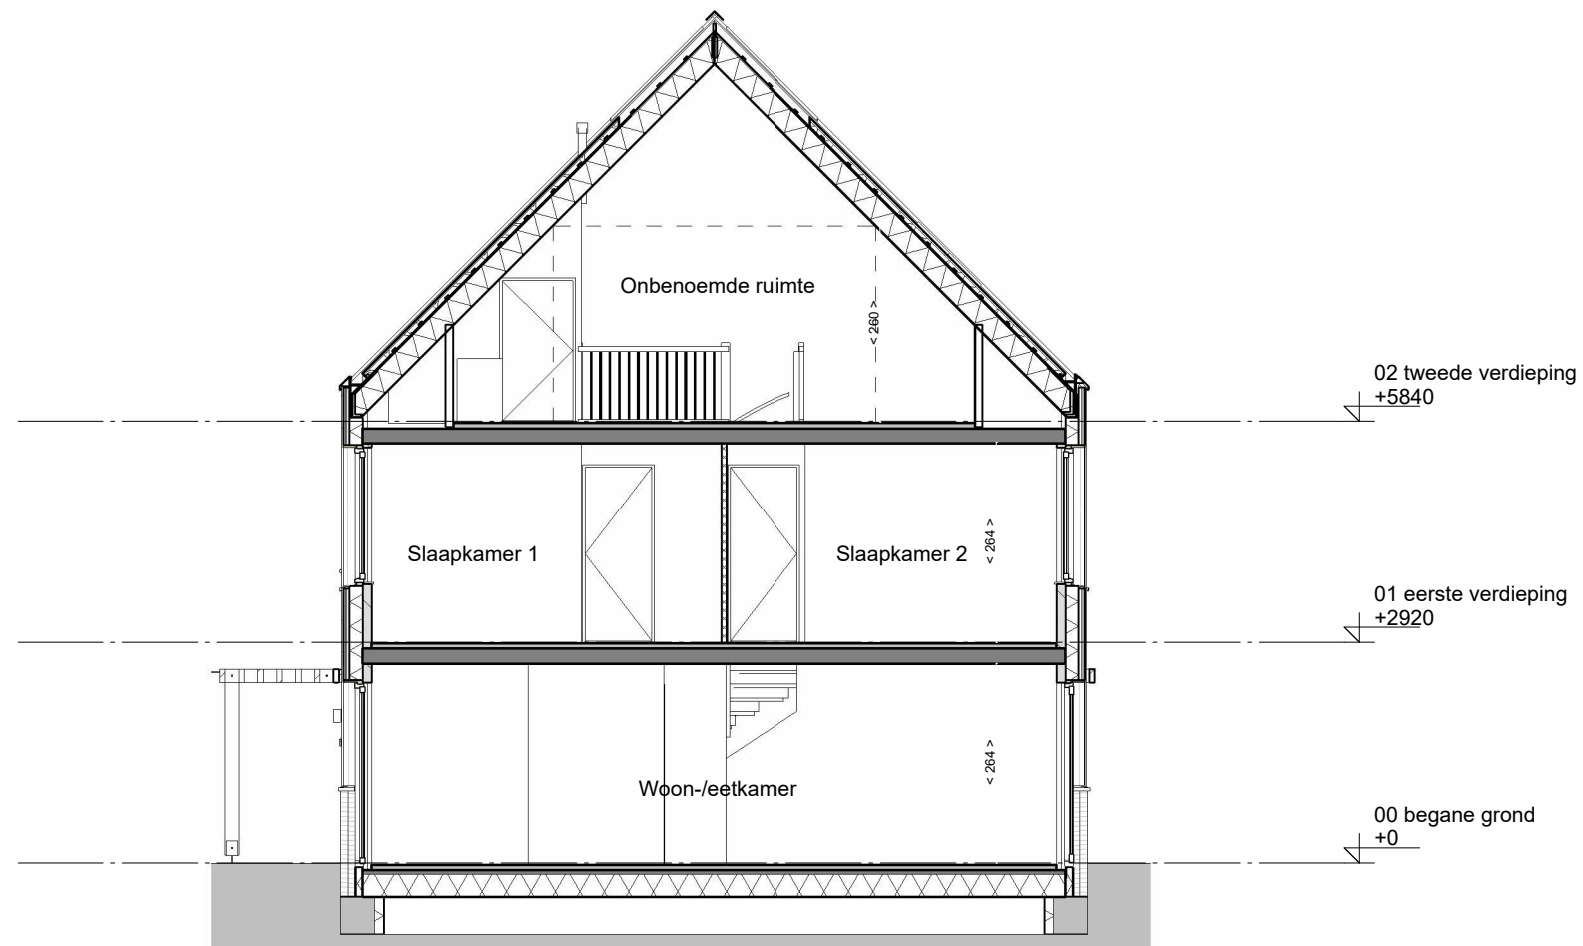 Onbenoemde ruimte
< 260 >
02 tweede verdieping
+5840
Slaapkamer 1
Slaapkamer 2
< 264 >
01 eerste verdieping
+2920
< 264 >
Woon-/eetkamer
00 begane grond
+0